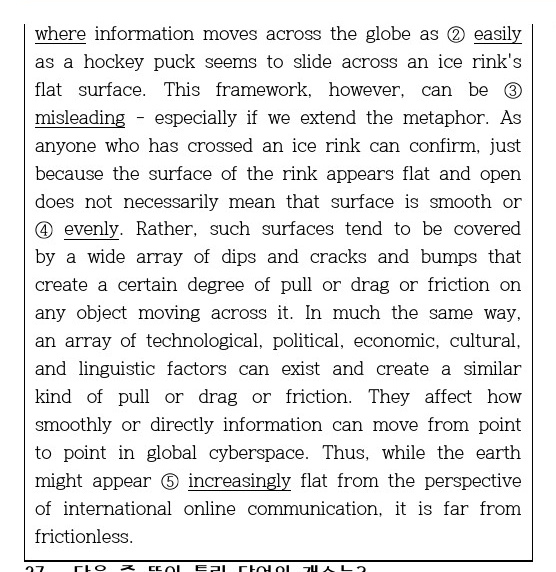 where information moves across the globe as ② easily
as a hockey puck seems to slide across an ice rink's
flat surface. This framework, however, can be ③
misleading - especially if we extend the metaphor. As
anyone who has crossed an ice rink can confirm, just
because the surface of the rink appears flat and open
does not necessarily mean that surface is smooth or
④ evenly. Rather, such surfaces tend to be covered
by a wide array of dips and cracks and bumps that
create a certain degree of pull or drag or friction on
any object moving across it. In much the same way,
an array of technological, political, economic, cultural,
and linguistic factors can exist and create a similar
kind of pull or drag or friction. They affect how
smoothly or directly information can move from point
to point in global cyberspace. Thus, while the earth
might appear ⑤ increasingly flat from the perspective
of international online communication, it is far from
frictionless.